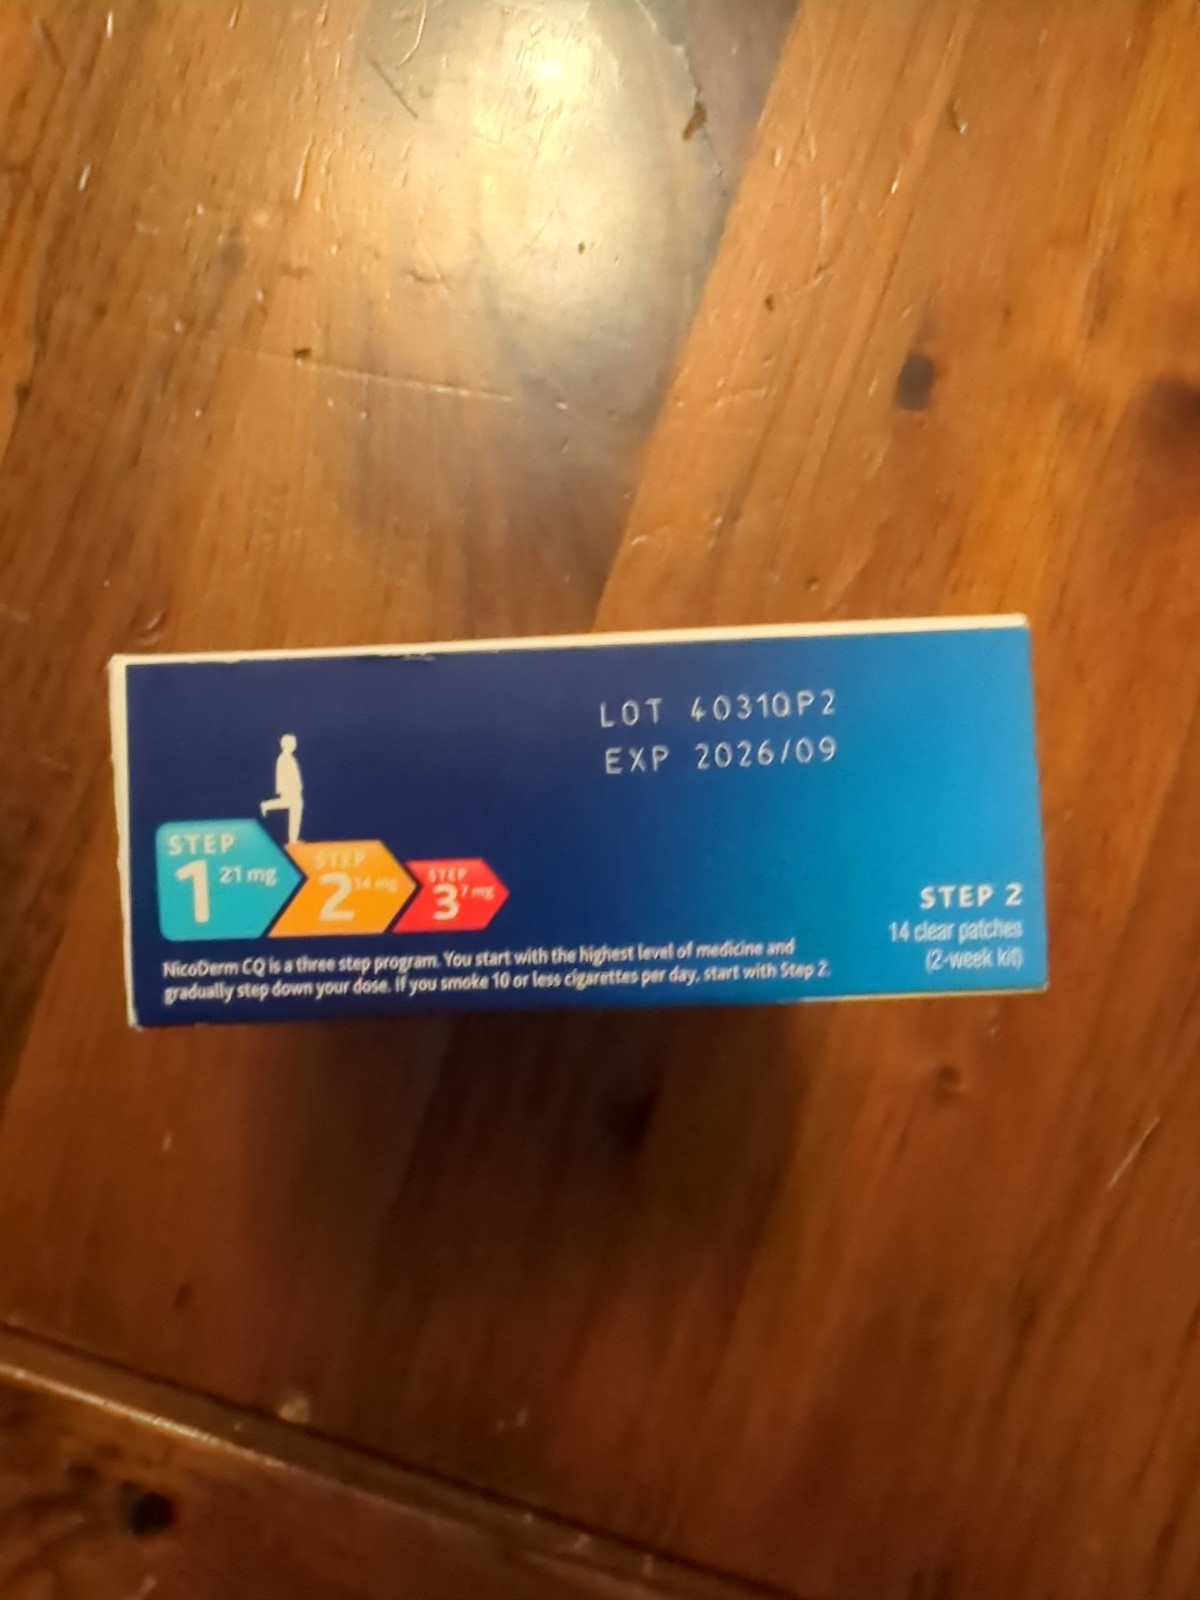 LOT 4031QP2
EXP 2026/09
STEP
1 21 mg
STEP
2 14 mg
STEP
3 7 mg
NicoDerm CQ is a three step program. You start with the highest level of medicine and
gradually step down your dose. If you smoke 10 or less cigarettes per day, start with Step 2.
STEP 2
14 clear patches
(2-week kit)